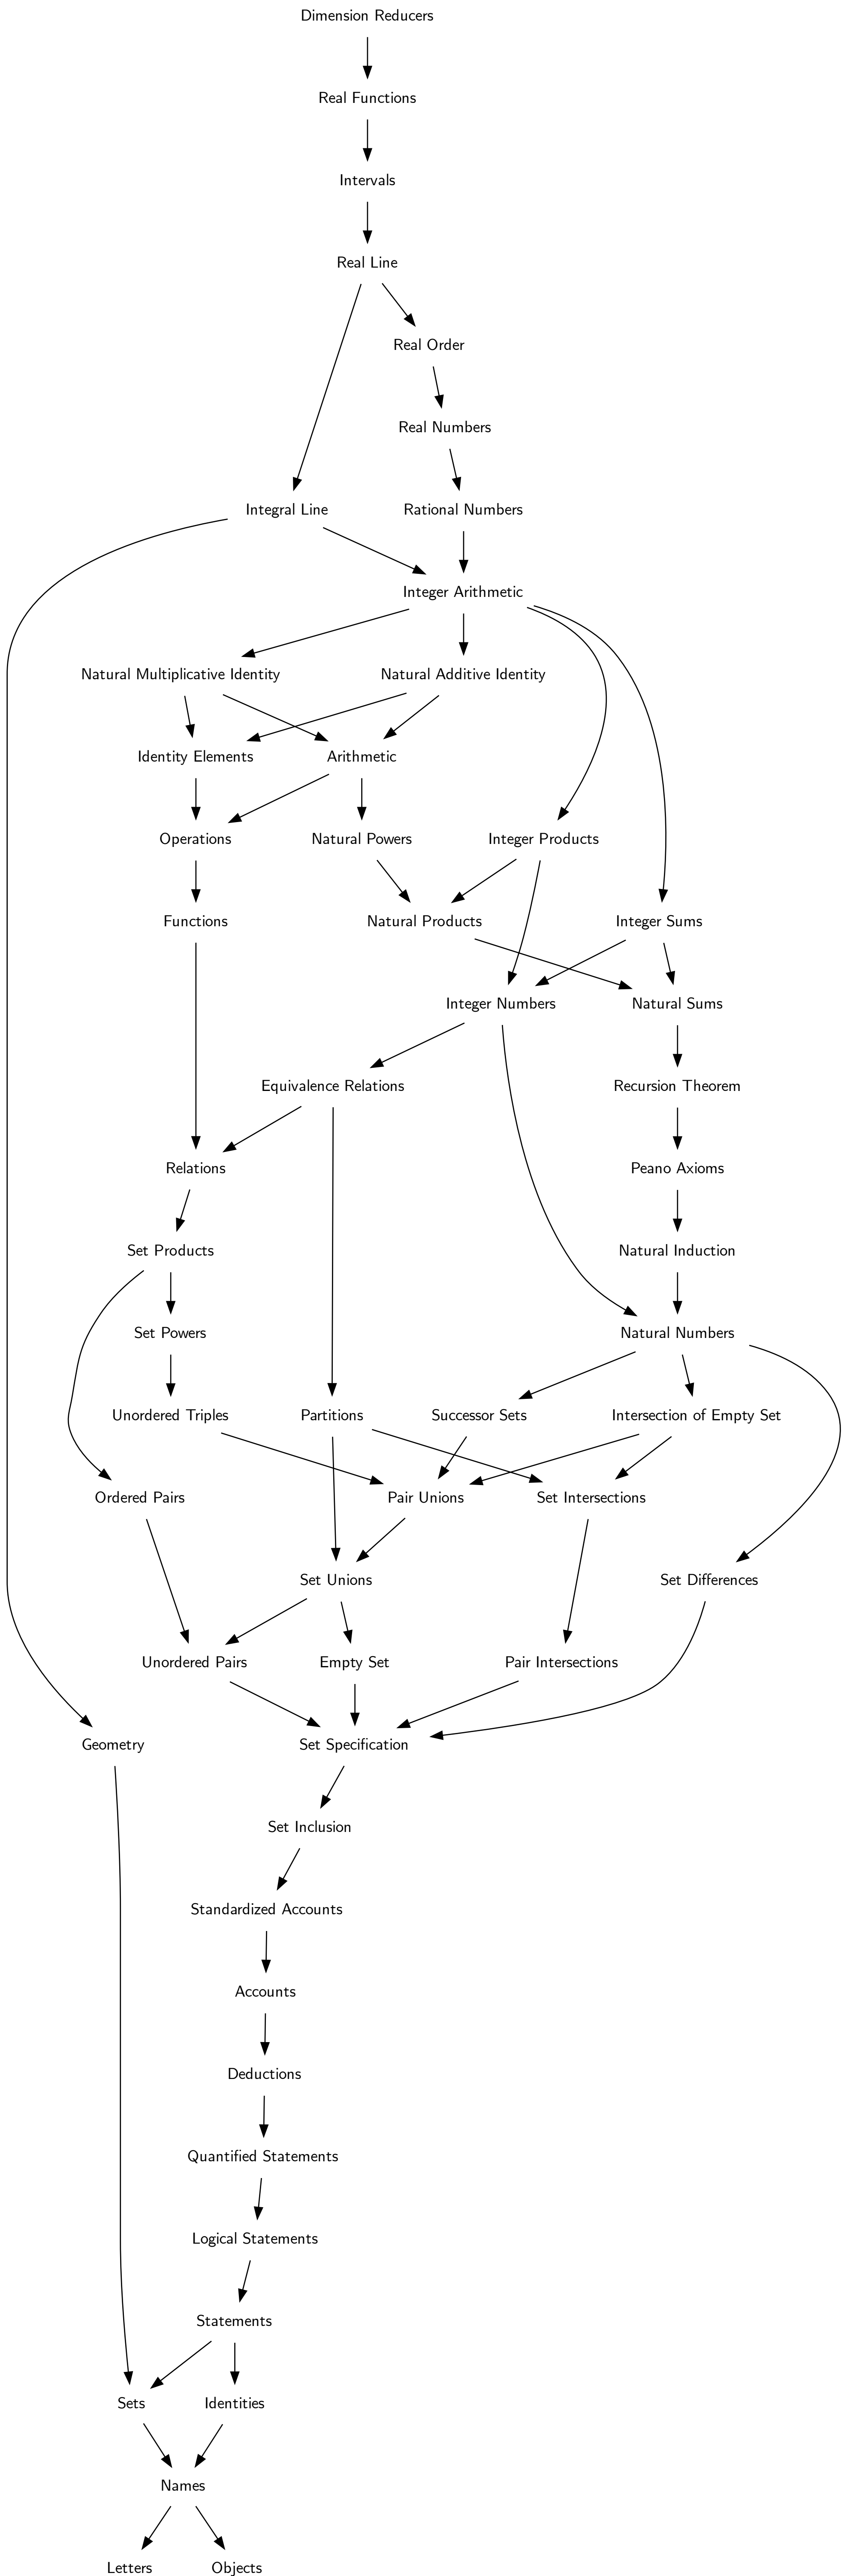 Dimension Reducers
Real Functions
Intervals
Real Line
Real Order
Real Numbers
Integral Line
Rational Numbers
Integer Arithmetic
Natural Multiplicative Identity
Natural Additive Identity
Identity Elements
Arithmetic
Operations
Natural Powers
Integer Products
Functions
Natural Products
Integer Sums
Integer Numbers
Natural Sums
Equivalence Relations
Recursion Theorem
Relations
Peano Axioms
Set Products
Natural Induction
Set Powers
Natural Numbers
Unordered Triples
Partitions
Successor Sets
Intersection of Empty Set
Ordered Pairs
Pair Unions
Set Intersections
Set Unions
Set Differences
Unordered Pairs
Empty Set
Pair Intersections
Geometry
Set Specification
Set Inclusion
Standardized Accounts
Accounts
Deductions
Quantified Statements
Logical Statements
Statements
Sets
Identities
Names
Letters
Objects